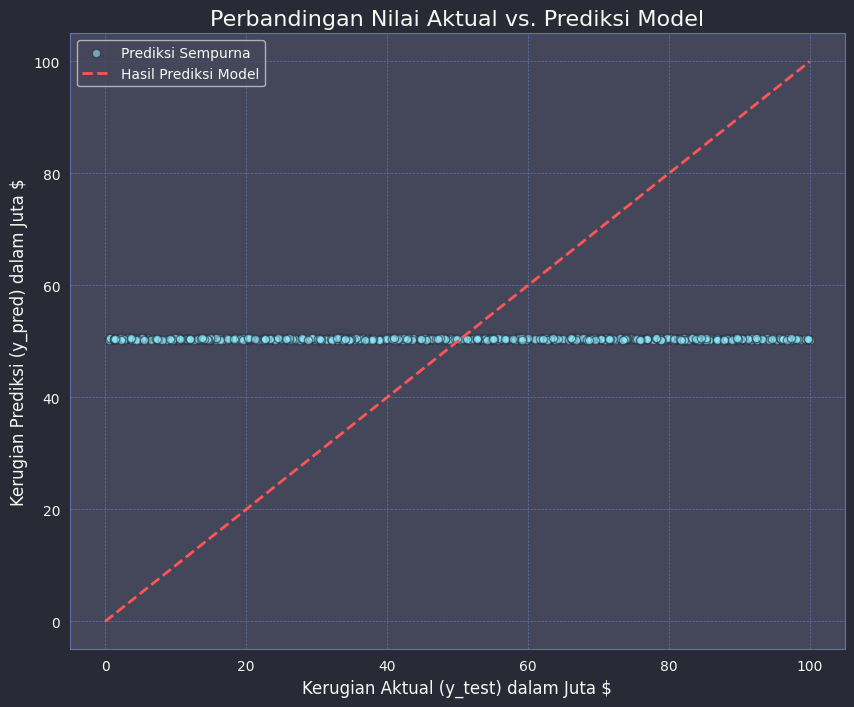 Perbandingan Nilai Aktual vs. Prediksi Model
Prediksi Sempurna
Hasil Prediksi Model
100
80
60
40
20
0
Kerugian Prediksi (y_pred) dalam Juta $
0 20 40 60 80 100
Kerugian Aktual (y_test) dalam Juta $